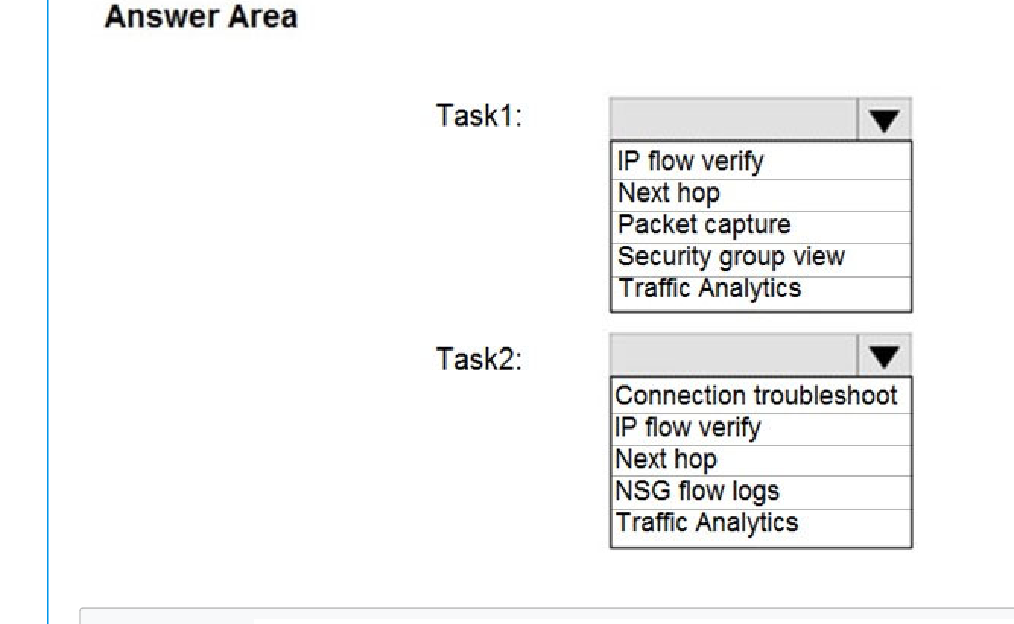 Answer Area
Task1:
IP flow verify
Next hop
Packet capture
Security group view
Traffic Analytics
Task2:
Connection troubleshoot
IP flow verify
Next hop
NSG flow logs
Traffic Analytics